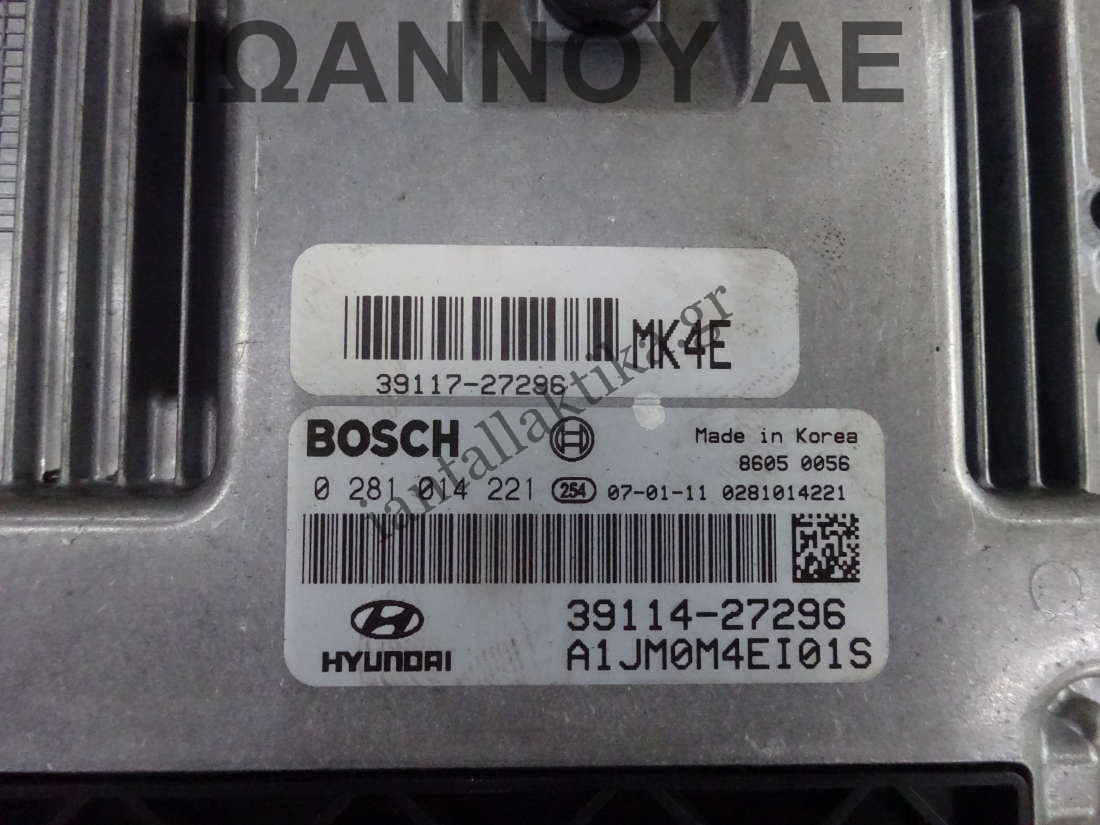 ΙΩΑΝΝΟΥ ΑΕ
MK4E
39117-27296
iantallaktika.gr
BOSCH
Made in Korea
8605 0056
0 281 014 221 254 07-01-11 0281014221
39114-27296
HYUNDAI
A1JM0M4EI01S